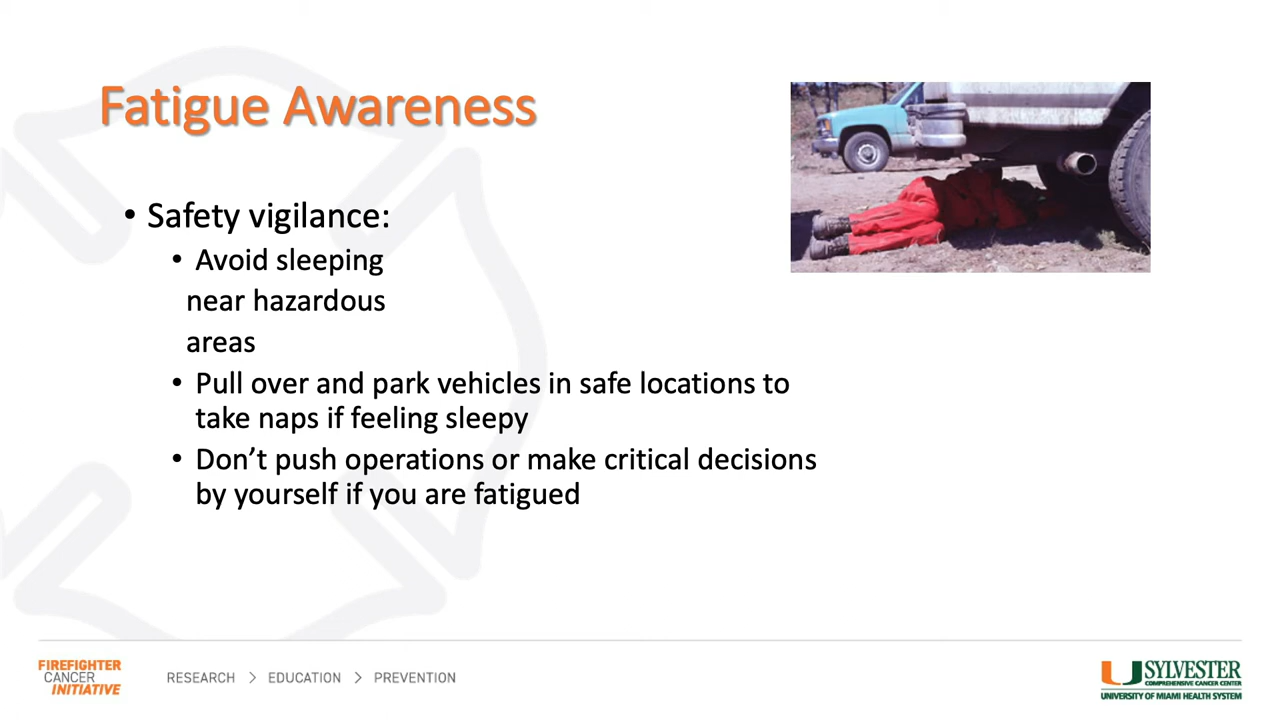 Fatigue Awareness
• Safety vigilance:
• Avoid sleeping
near hazardous
areas
• Pull over and park vehicles in safe locations to
take naps if feeling sleepy
• Don’t push operations or make critical decisions
by yourself if you are fatigued
FIREFIGHTER
CANCER
INITIATIVE
RESEARCH > EDUCATION > PREVENTION
SYLVESTER
COMPREHENSIVE CANCER CENTER
UNIVERSITY OF MIAMI HEALTH SYSTEM